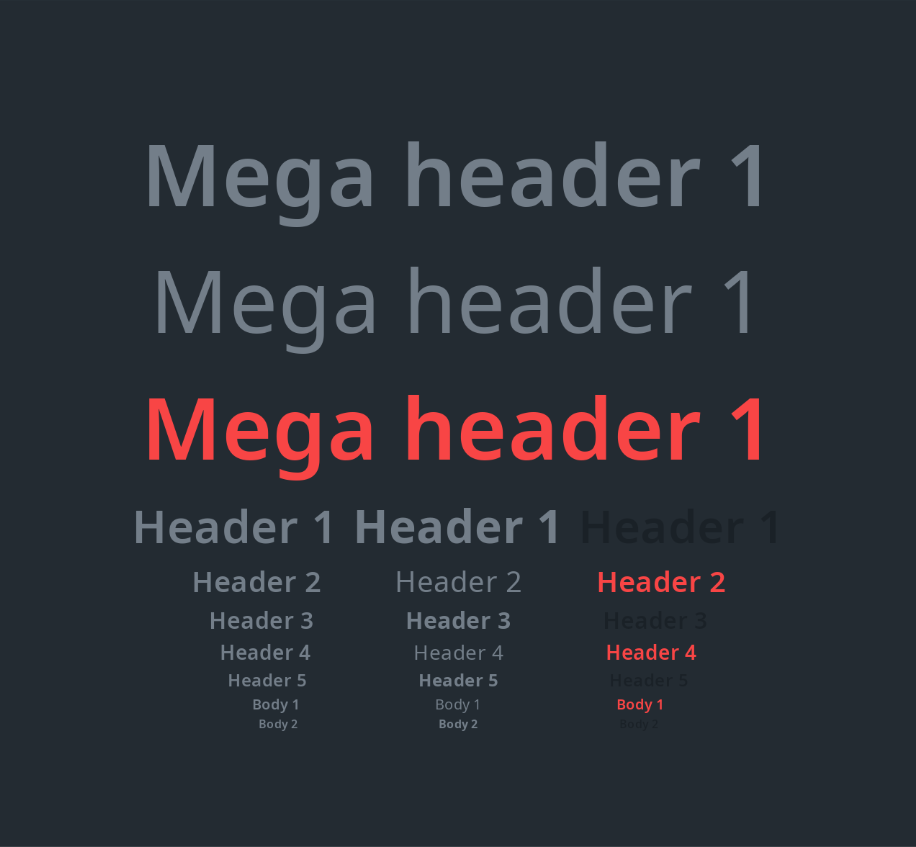 Mega header 1
Mega header 1
Mega header 1
Header 1 Header 1 Header 1
Header 2 Header 2 Header 2
Header 3 Header 3 Header 3
Header 4 Header 4 Header 4
Header 5 Header 5 Header 5
Body 1 Body 1 Body 1
Body 2 Body 2 Body 2